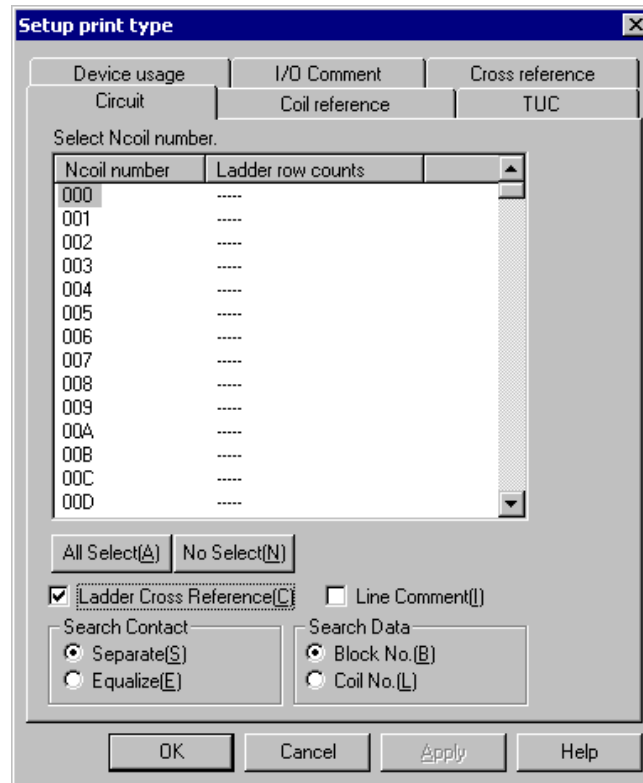 Setup print type
Device usage I/O Comment Cross reference
Circuit Coil reference TUC
Select Ncoil number.
Ncoil number Ladder row counts
000 -----
001 -----
002 -----
003 -----
004 -----
005 -----
006 -----
007 -----
008 -----
009 -----
00A -----
00B -----
00C -----
00D -----
All Select(A) No Select(N)
Ladder Cross Reference(C) Line Comment(I)
Search Contact Search Data
Separate(S) Block No.(B)
Equalize(E) Coil No.(L)
OK Cancel Apply Help